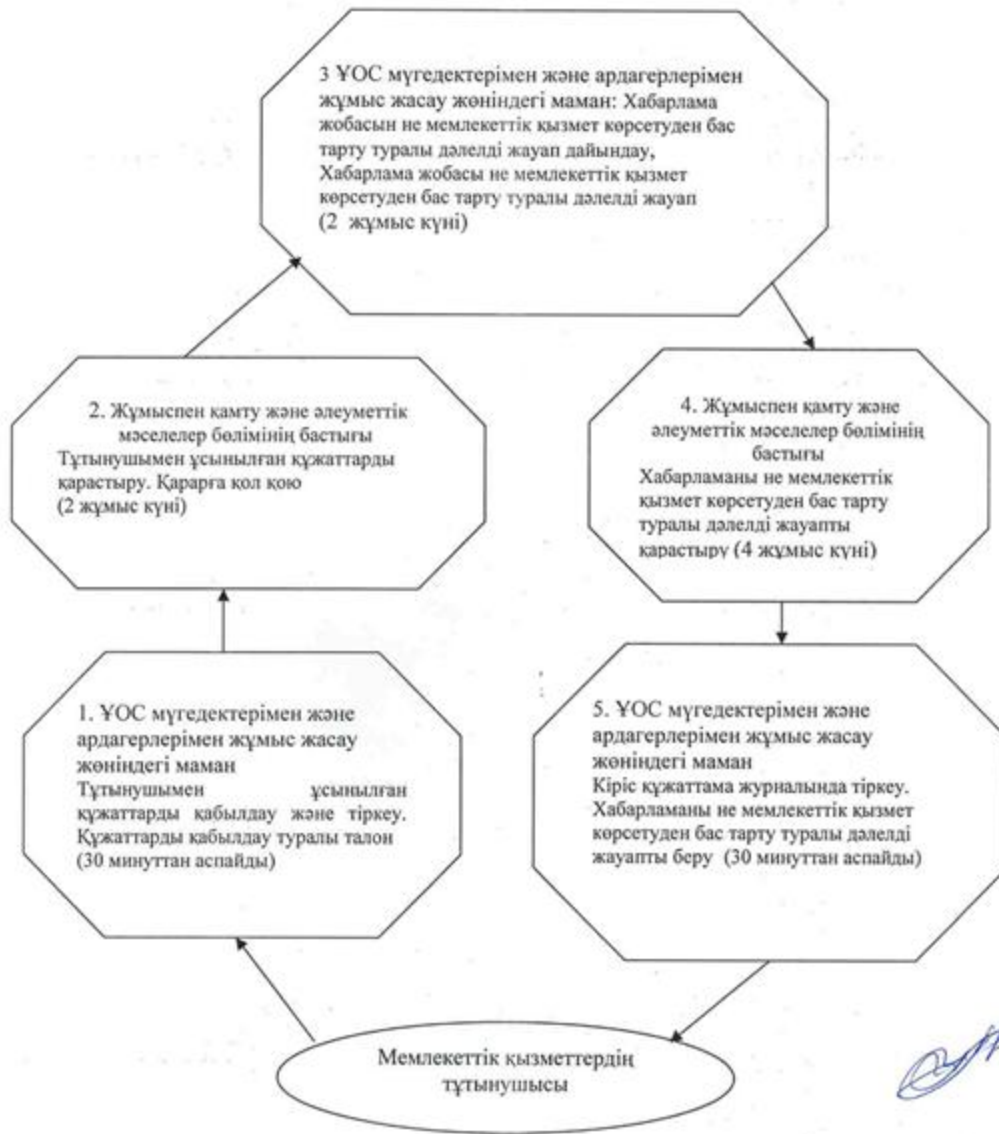 3 ҰОС мүгедектерімен және ардагерлерімен
жұмыс жасау жөніндегі маман: Хабарлама
жобасын не мемлекеттік қызмет көрсетуден бас
тарту туралы дәлелді жауап дайындау,
Хабарлама жобасы не мемлекеттік қызмет
көрсетуден бас тарту туралы дәлелді жауап
(2 жұмыс күні)
2. Жұмыспен қамту және әлеуметтік
мәселелер бөлімінің бастығы
Тұтынушымен ұсынылған құжаттарды
қарастыру. Қарарға қол қою
(2 жұмыс күні)
4. Жұмыспен қамту және
әлеуметтік мәселелер бөлімінің
бастығы
Хабарламаны не мемлекеттік
қызмет көрсетуден бас тарту
туралы дәлелді жауапты
қарастыру (4 жұмыс күні)
1. ҰОС мүгедектерімен және
ардагерлерімен жұмыс жасау
жөніндегі маман
Тұтынушымен ұсынылған
құжаттарды қабылдау және тіркеу.
Құжаттарды қабылдау туралы талон
(30 минуттан аспайды)
5. ҰОС мүгедектерімен және
ардагерлерімен жұмыс жасау
жөніндегі маман
Кіріс құжаттама журналында тіркеу.
Хабарламаны не мемлекеттік қызмет
көрсетуден бас тарту туралы дәлелді
жауапты беру (30 минуттан аспайды)
Мемлекеттік қызметтердің
тұтынушысы